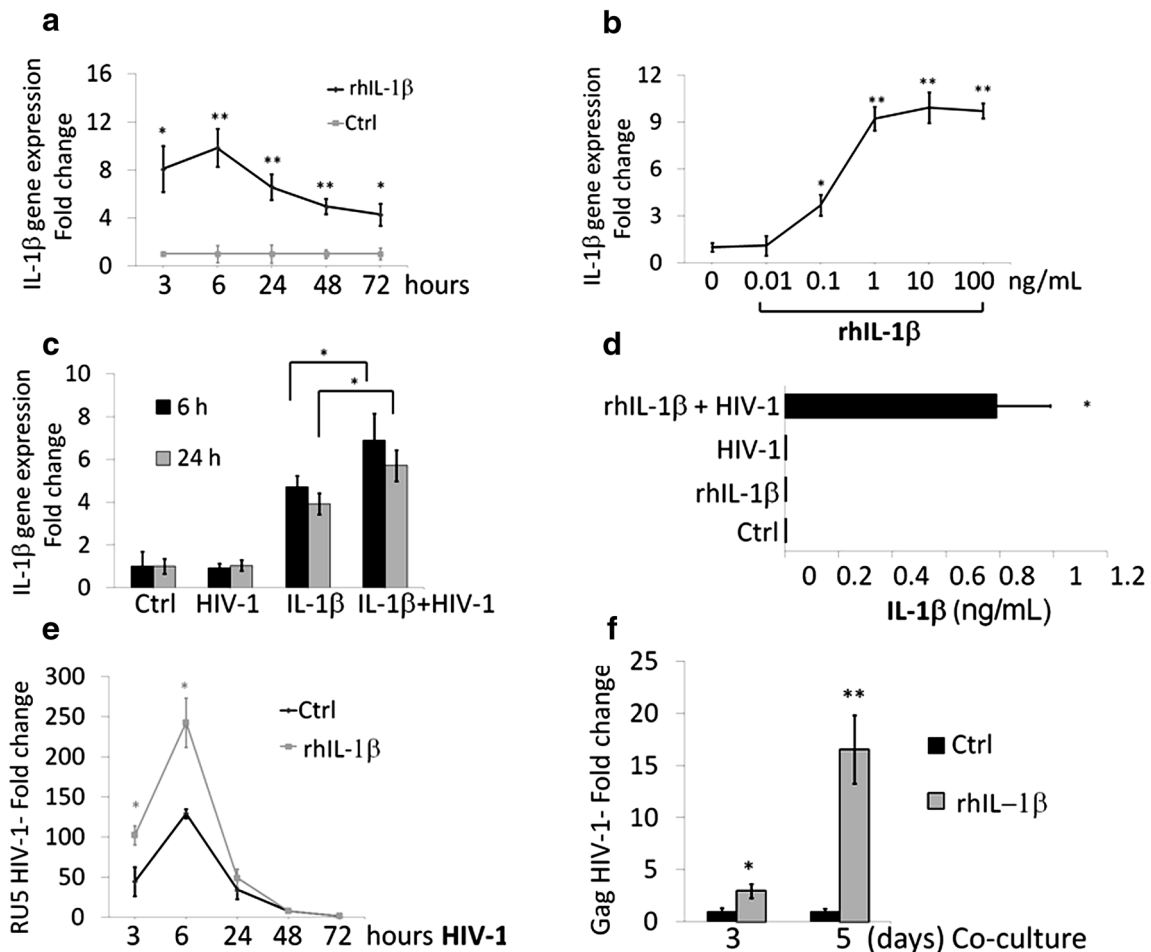 a
IL-1β gene expression
Fold change
16
12
8
4
0
* ** ** ** *
rhIL-1β
Ctrl
3 6 24 48 72 hours
b
IL-1β gene expression
Fold change
12
9
6
3
0
* ** ** **
0 0.01 0.1 1 10 100 ng/mL
rhIL-1β
c
IL-1β gene expression
Fold change
10
8
6
4
2
0
6 h
24 h
*
*
Ctrl HIV-1 IL-1β IL-1β+HIV-1
d
rhIL-1β + HIV-1
HIV-1
rhIL-1β
Ctrl
*
0 0.2 0.4 0.6 0.8 1 1.2
IL-1β (ng/mL)
e
RU5 HIV-1- Fold change
300
250
200
150
100
50
0
* *
Ctrl
rhIL-1β
3 6 24 48 72 hours HIV-1
f
Gag HIV-1- Fold change
25
20
15
10
5
0
* **
Ctrl
rhIL–1β
3 5 (days) Co-culture